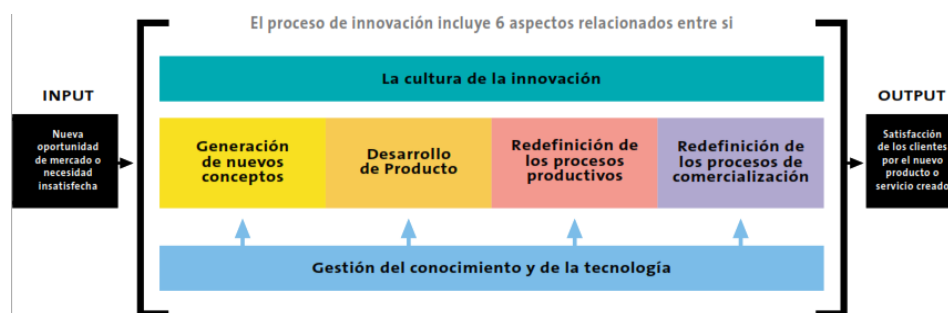 El proceso de innovación incluye 6 aspectos relacionados entre si
La cultura de la innovación
INPUT
Nueva
oportunidad
de mercado o
necesidad
insatisfecha
Generación
de nuevos
conceptos
Desarrollo
de Producto
Redefinición de
los procesos
productivos
Redefinición de
los procesos de
comercialización
OUTPUT
Satisfacción
de los clientes
por el nuevo
producto o
servicio creado
Gestión del conocimiento y de la tecnología